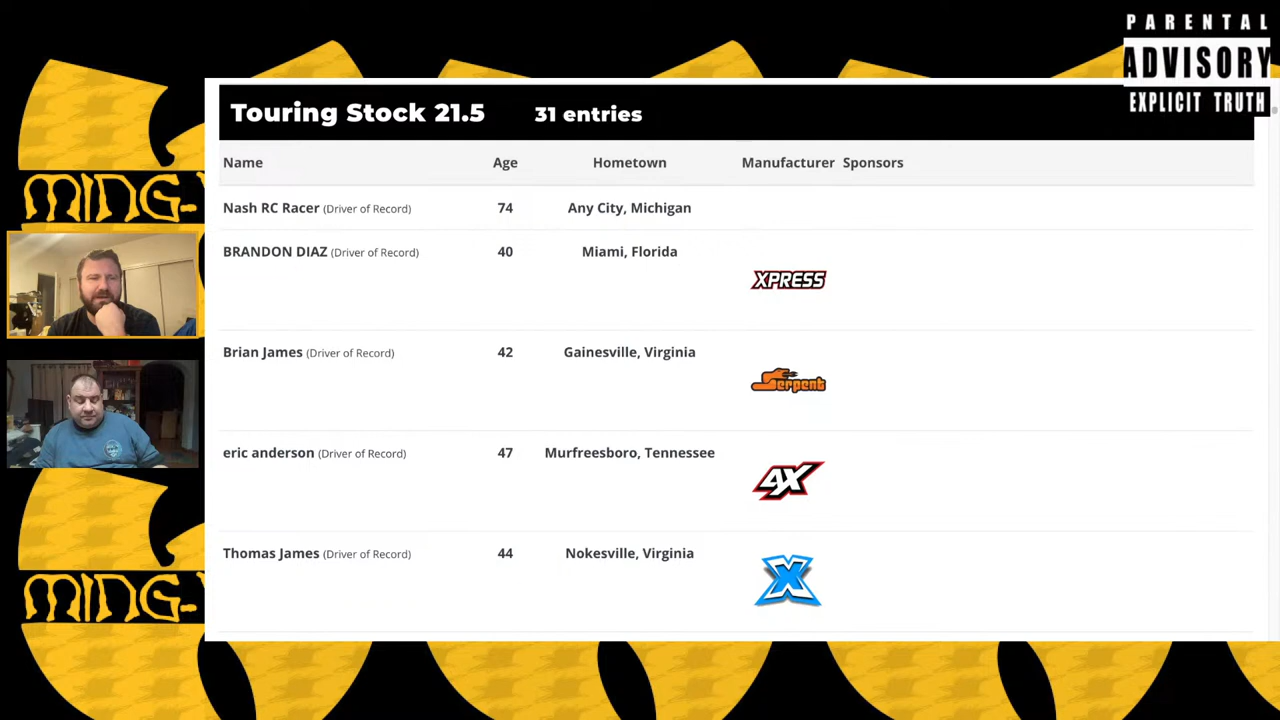 PARENTAL
ADVISORY
EXPLICIT TRUTH
Touring Stock 21.5 31 entries
Name Age Hometown Manufacturer Sponsors
Nash RC Racer (Driver of Record) 74 Any City, Michigan
BRANDON DIAZ (Driver of Record) 40 Miami, Florida
XPRESS
Brian James (Driver of Record) 42 Gainesville, Virginia
Serpent
eric anderson (Driver of Record) 47 Murfreesboro, Tennessee
4X
Thomas James (Driver of Record) 44 Nokesville, Virginia
X
MING-
MING-